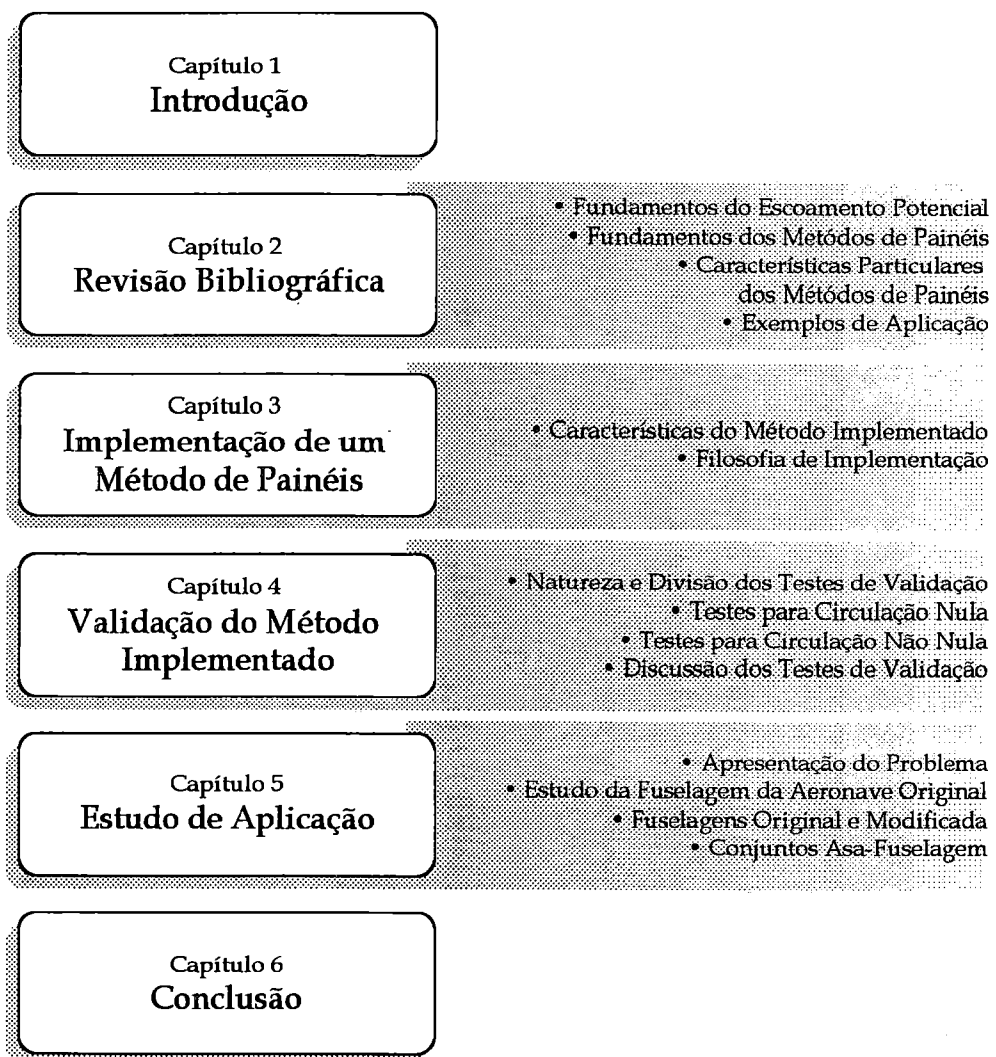 Capítulo 1
Introdução
Capítulo 2
Revisão Bibliográfica
• Fundamentos do Escoamento Potencial
• Fundamentos dos Metódos de Painéis
• Características Particulares
dos Métódos de Painéis
• Exemplos de Aplicação
Capítulo 3
Implementação de um
Método de Painéis
• Características do Método Implementado
• Filosofia de Implementação
Capítulo 4
Validação do Método
Implementado
• Natureza e Divisão dos Testes de Validação
• Testes para Circulação Nula
• Testes para Circulação Não Nula
• Discussão dos Testes de Validação
Capítulo 5
Estudo de Aplicação
• Apresentação do Problema
• Estudo da Fuselagem da Aeronave Original
• Fuselagens Original e Modificada
• Conjuntos Asa-Fuselagem
Capítulo 6
Conclusão